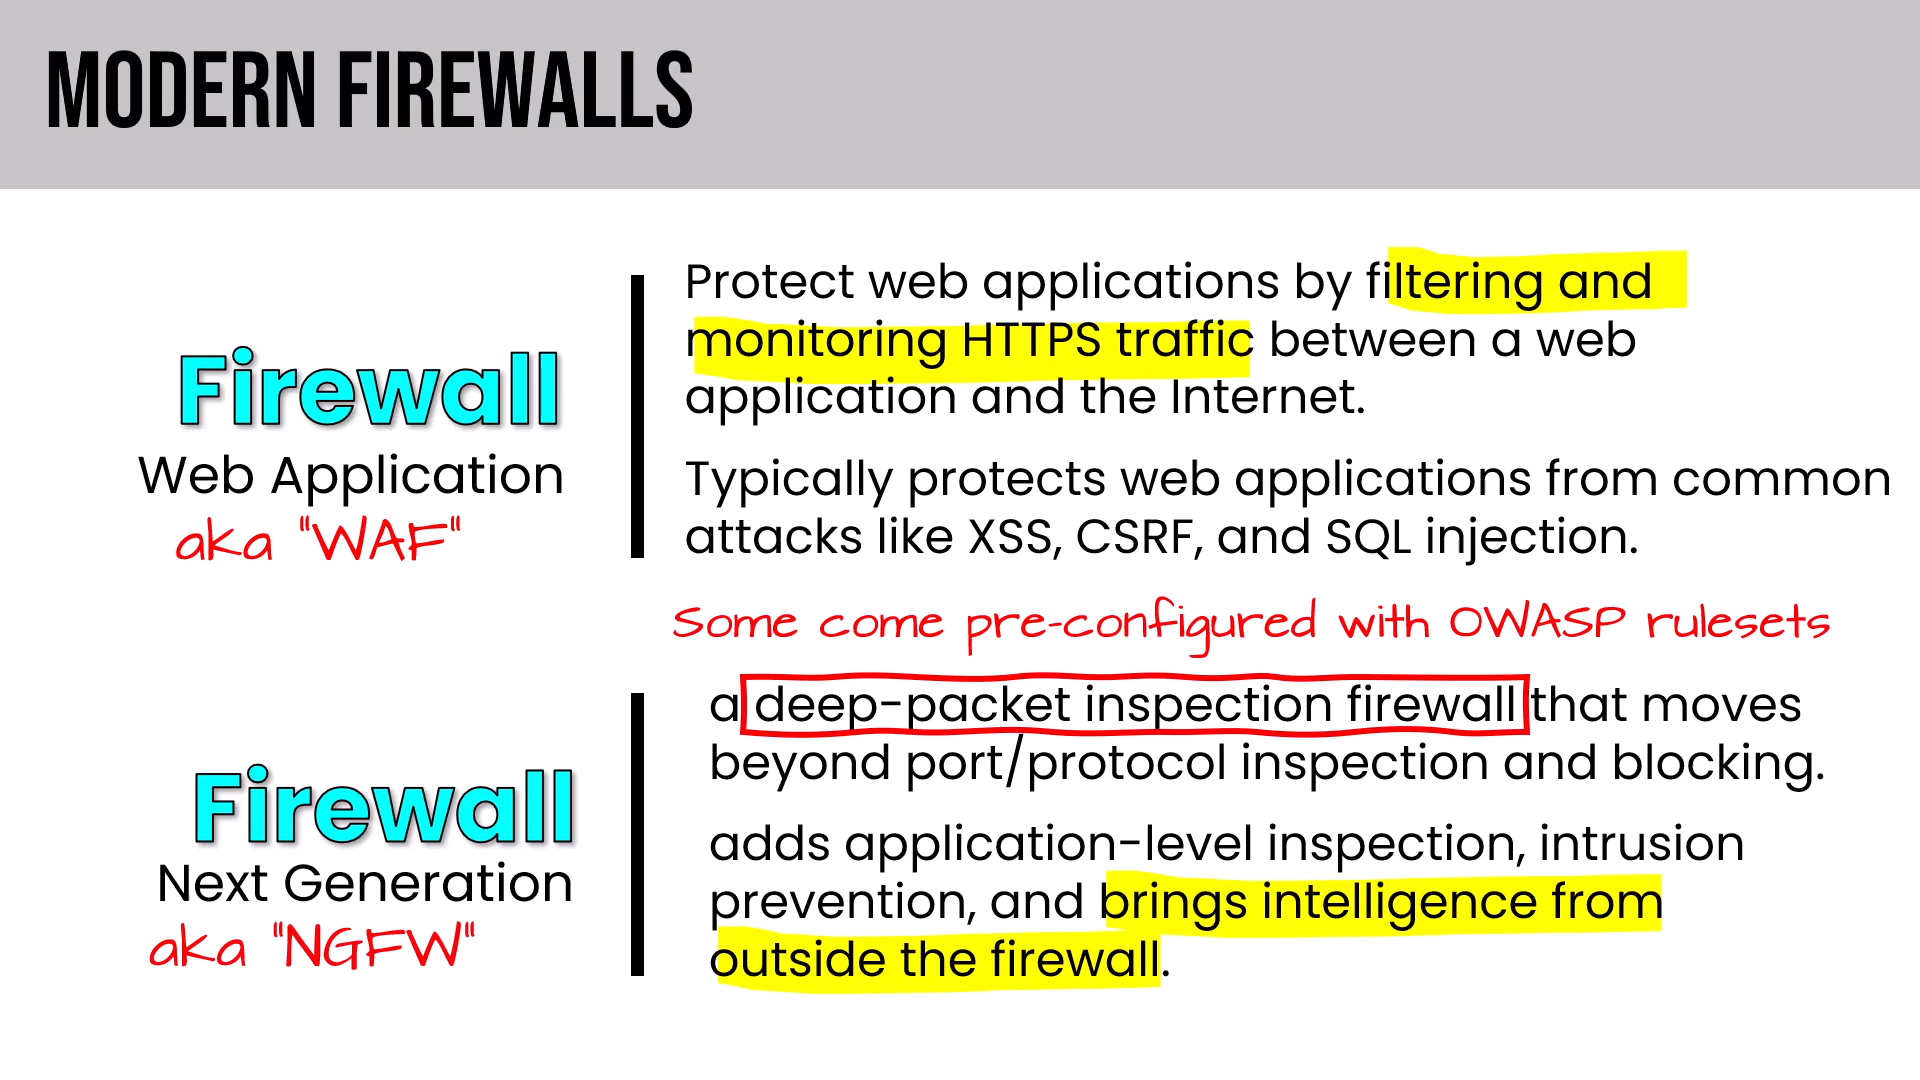 MODERN FIREWALLS
Firewall
Web Application
aka "WAF"
Protect web applications by filtering and
monitoring HTTPS traffic between a web
application and the Internet.
Typically protects web applications from common
attacks like XSS, CSRF, and SQL injection.
Some come pre-configured with OWASP rulesets
Firewall
Next Generation
aka "NGFW"
a deep-packet inspection firewall that moves
beyond port/protocol inspection and blocking.
adds application-level inspection, intrusion
prevention, and brings intelligence from
outside the firewall.